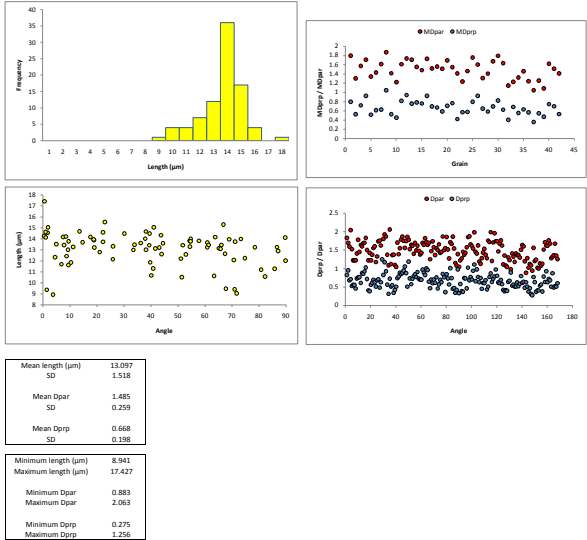 40
35
30
25
20
15
10
5
0
Frequency
1 2 3 4 5 6 7 8 9 10 11 12 13 14 15 16 17 18
Length (µm)
MDpar MDprp
2
1.8
1.6
1.4
1.2
1
0.8
0.6
0.4
0.2
0
MDprp / MDpar
0 5 10 15 20 25 30 35 40 45
Grain
18
17
16
15
14
13
12
11
10
9
8
Length (µm)
0 10 20 30 40 50 60 70 80 90
Angle
Dpar Dprp
2.5
2
1.5
1
0.5
0
Dprp / Dpar
0 20 40 60 80 100 120 140 160 180
Angle
Mean length (µm) 13.097
SD 1.518
Mean Dpar 1.485
SD 0.259
Mean Dprp 0.668
SD 0.198
Minimum length (µm) 8.941
Maximum length (µm) 17.427
Minimum Dpar 0.883
Maximum Dpar 2.063
Minimum Dprp 0.275
Maximum Dprp 1.256